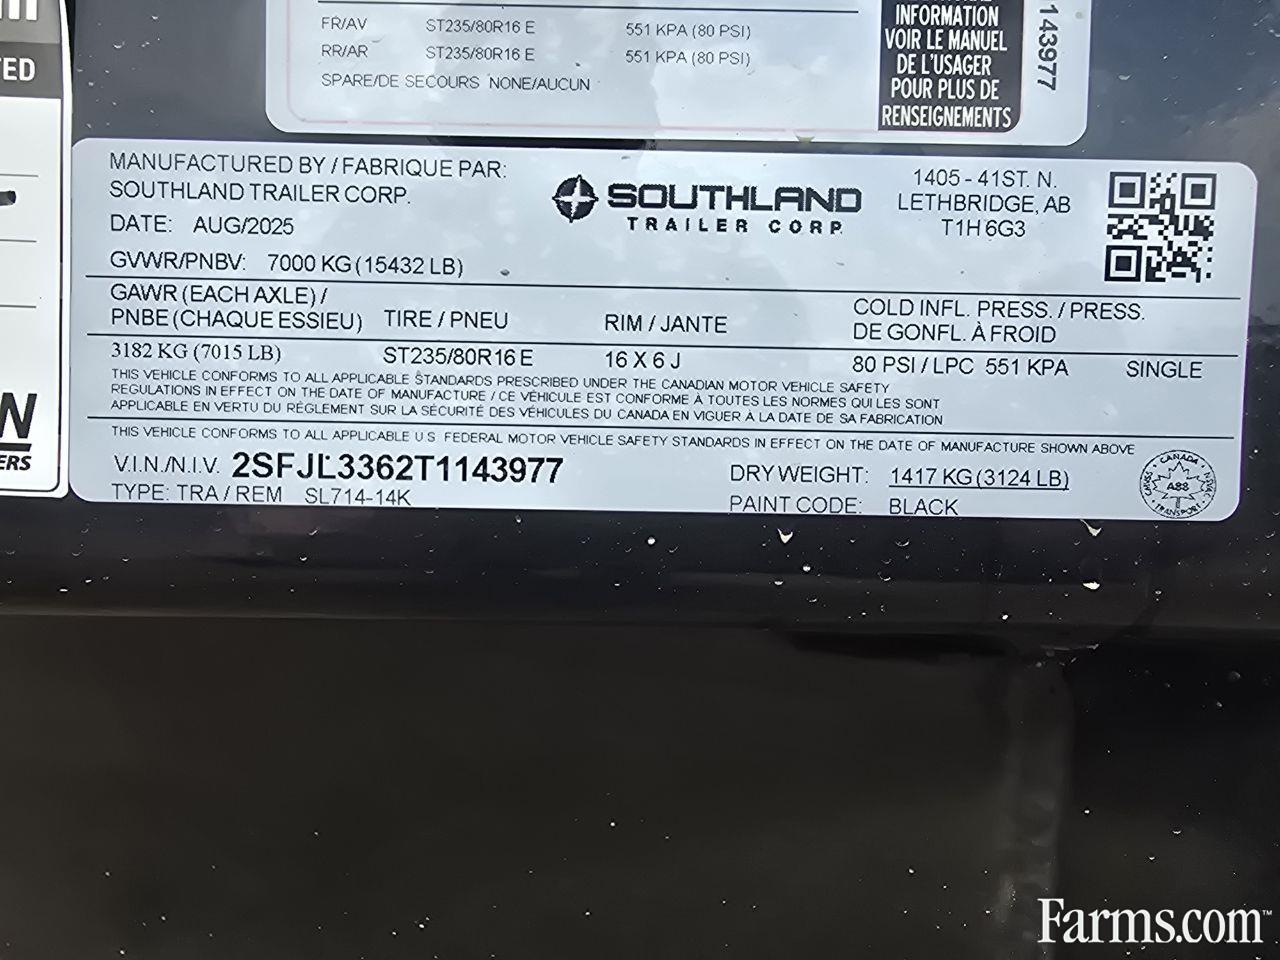 TED
FR/AV ST235/80R16 E 551 KPA (80 PSI)
RR/AR ST235/80R16 E 551 KPA (80 PSI)
SPARE/DE SECOURS NONE/AUCUN
INFORMATION
VOIR LE MANUEL
DE L'USAGER
POUR PLUS DE
RENSEIGNEMENTS
1143977
MANUFACTURED BY / FABRIQUE PAR:
SOUTHLAND TRAILER CORP.
DATE: AUG/2025
GVWR/PNBV: 7000 KG (15432 LB)
SOUTHLAND
TRAILER CORP.
1405 - 41ST. N.
LETHBRIDGE, AB
T1H 6G3
GAWR (EACH AXLE) /
PNBE (CHAQUE ESSIEU) TIRE / PNEU RIM / JANTE
COLD INFL. PRESS. / PRESS.
DE GONFL. À FROID
3182 KG (7015 LB) ST235/80R16 E 16 X 6 J 80 PSI / LPC 551 KPA SINGLE
THIS VEHICLE CONFORMS TO ALL APPLICABLE STANDARDS PRESCRIBED UNDER THE CANADIAN MOTOR VEHICLE SAFETY
REGULATIONS IN EFFECT ON THE DATE OF MANUFACTURE / CE VÉHICULE EST CONFORME À TOUTES LES NORMES QUI LES SONT
APPLICABLE EN VERTU DU RÉGLEMENT SUR LA SÉCURITÉ DES VÉHICULES DU CANADA EN VIGUER À LA DATE DE SA FABRICATION
THIS VEHICLE CONFORMS TO ALL APPLICABLE U S FEDERAL MOTOR VEHICLE SAFETY STANDARDS IN EFFECT ON THE DATE OF MANUFACTURE SHOWN ABOVE
V.I.N./N.I.V. 2SFJL3362T1143977
TYPE: TRA / REM SL714-14K
DRY WEIGHT: 1417 KG (3124 LB)
PAINT CODE: BLACK
CANADA
A88
TRANSPORT
N
ERS
Farms.com™